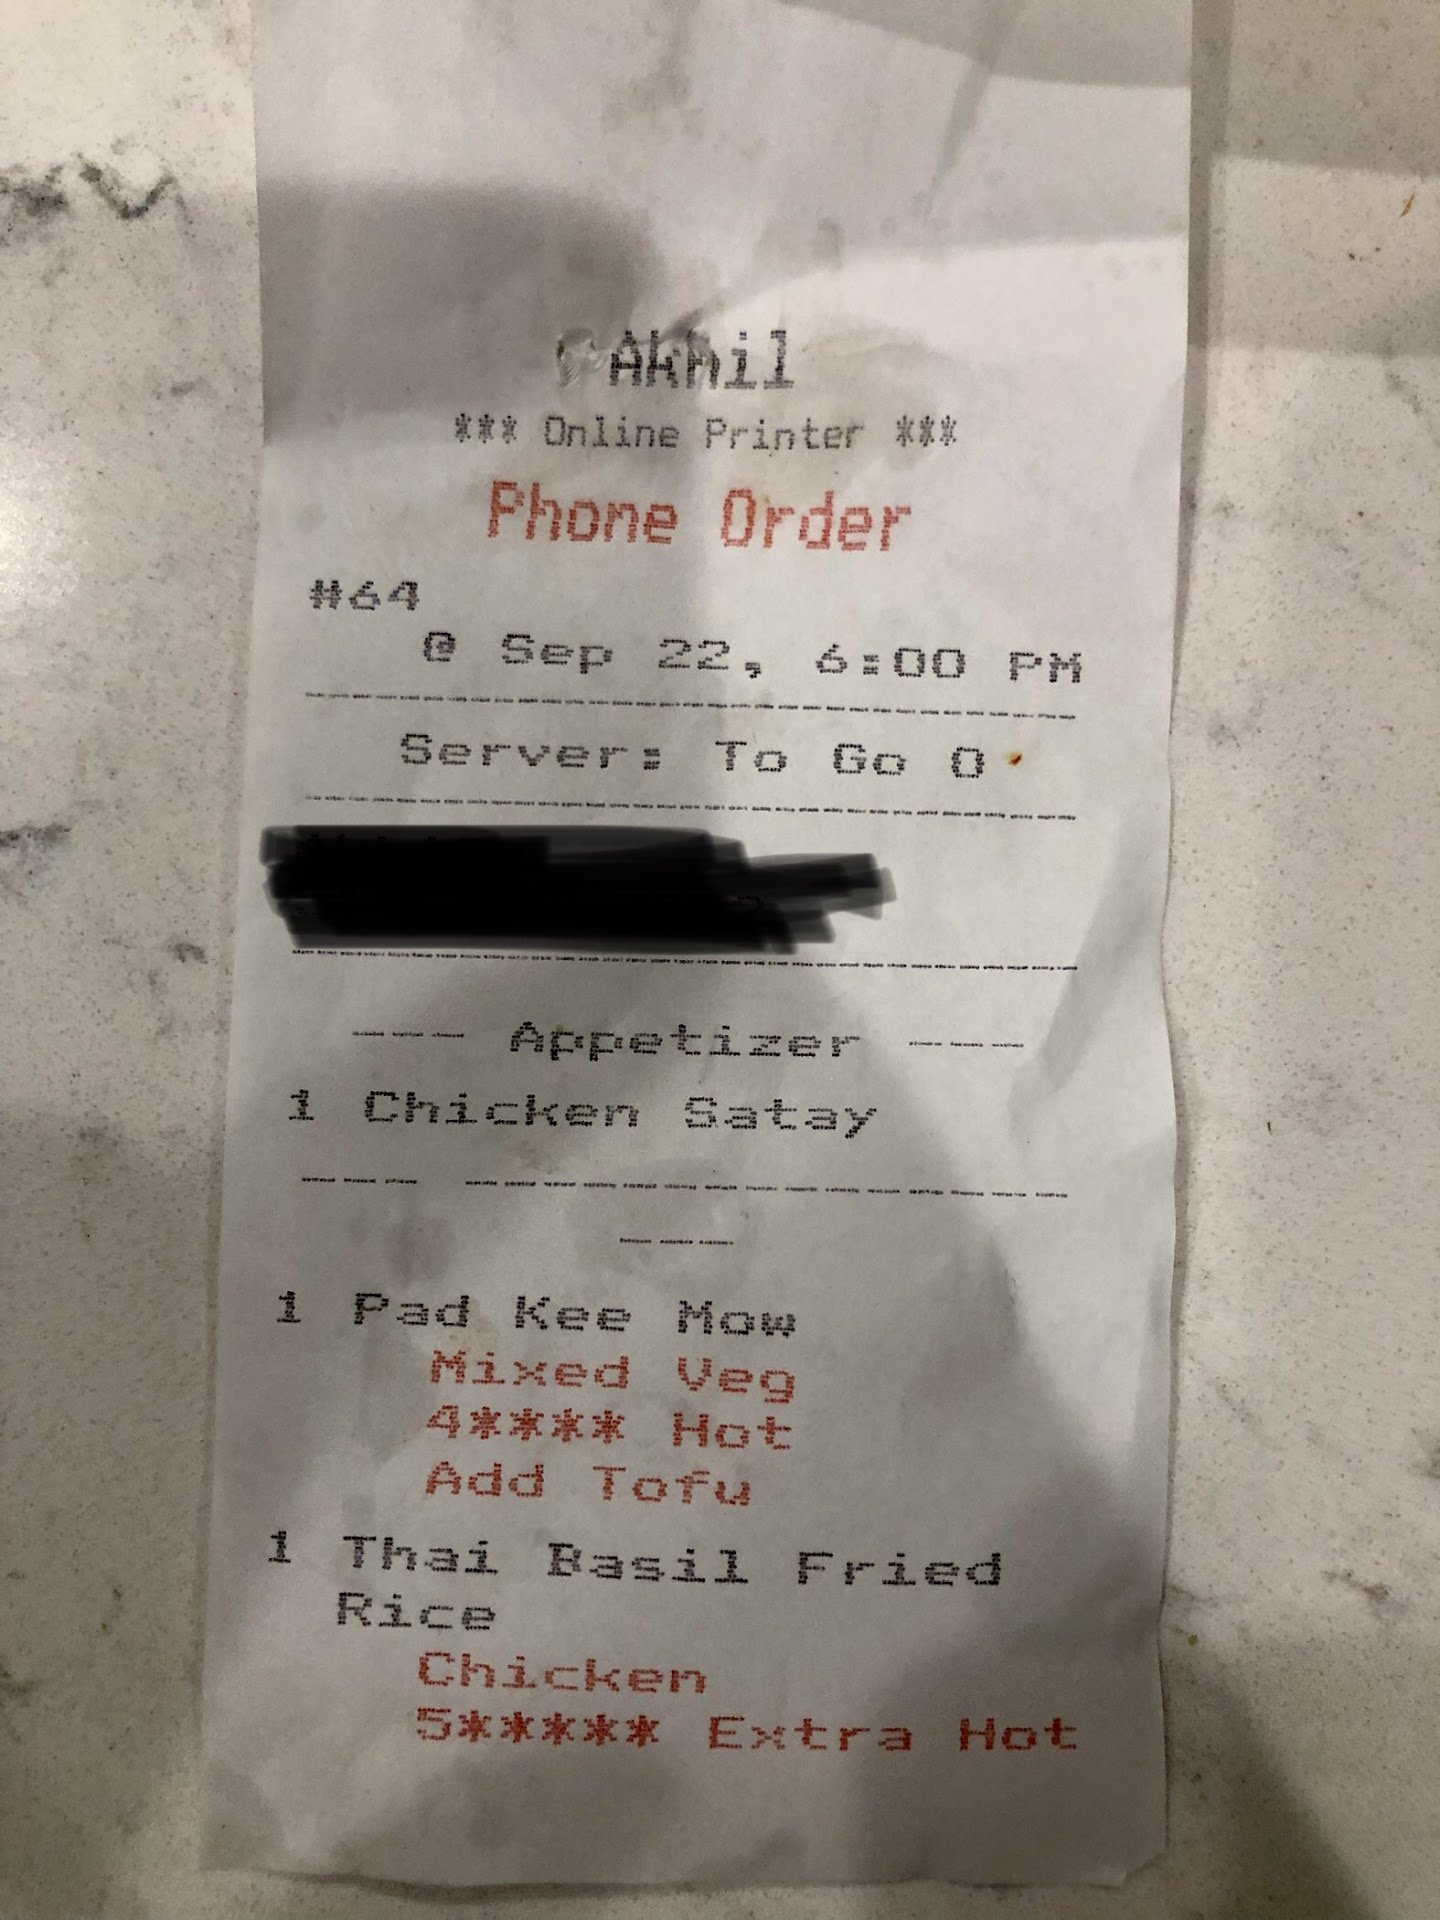 Akhil
*** Online Printer ***
Phone Order
#64
@ Sep 22, 6:00 PM
Server: To Go O
Appetizer
1 Chicken Satay
1 Pad Kee Mow
Mixed Veg
4**** Hot
Add Tofu
1 Thai Basil Fried
Rice
Chicken
5***** Extra Hot